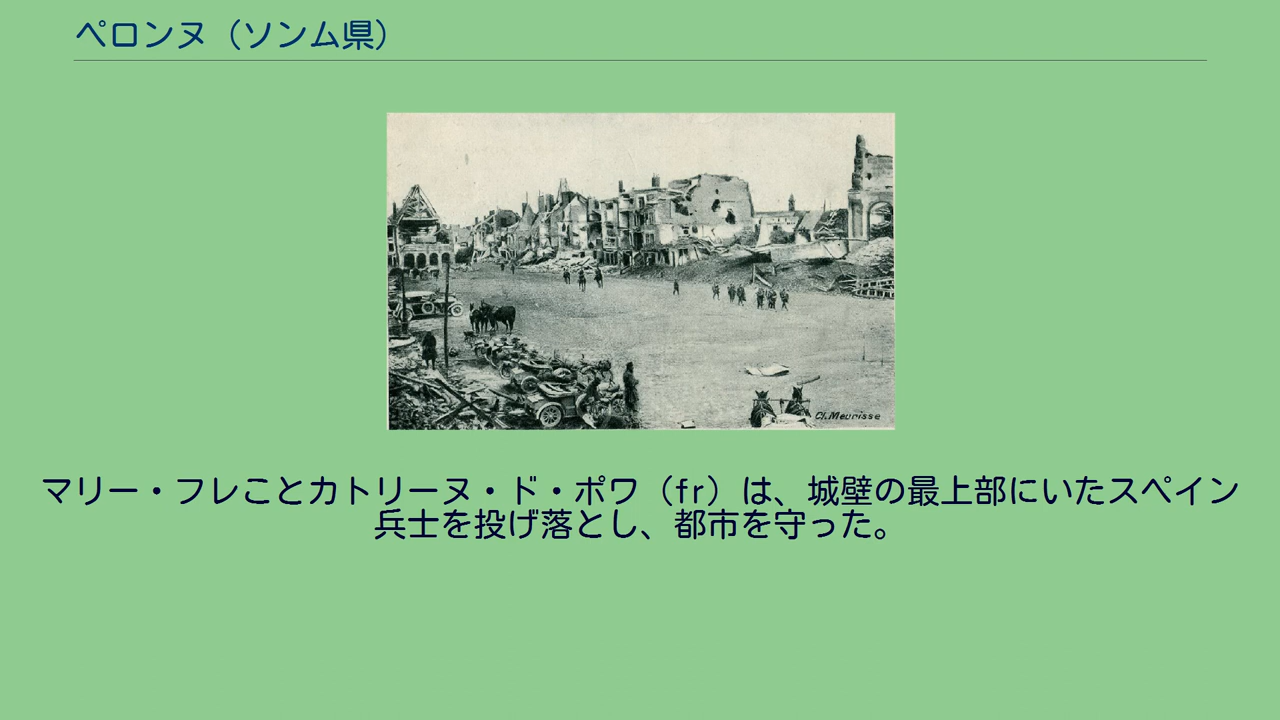 ペロンヌ（ソンム県）
Cl. Meurisse
マリー・フレことカトリーヌ・ド・ポワ（fr）は、城壁の最上部にいたスペイン
兵士を投げ落とし、都市を守った。